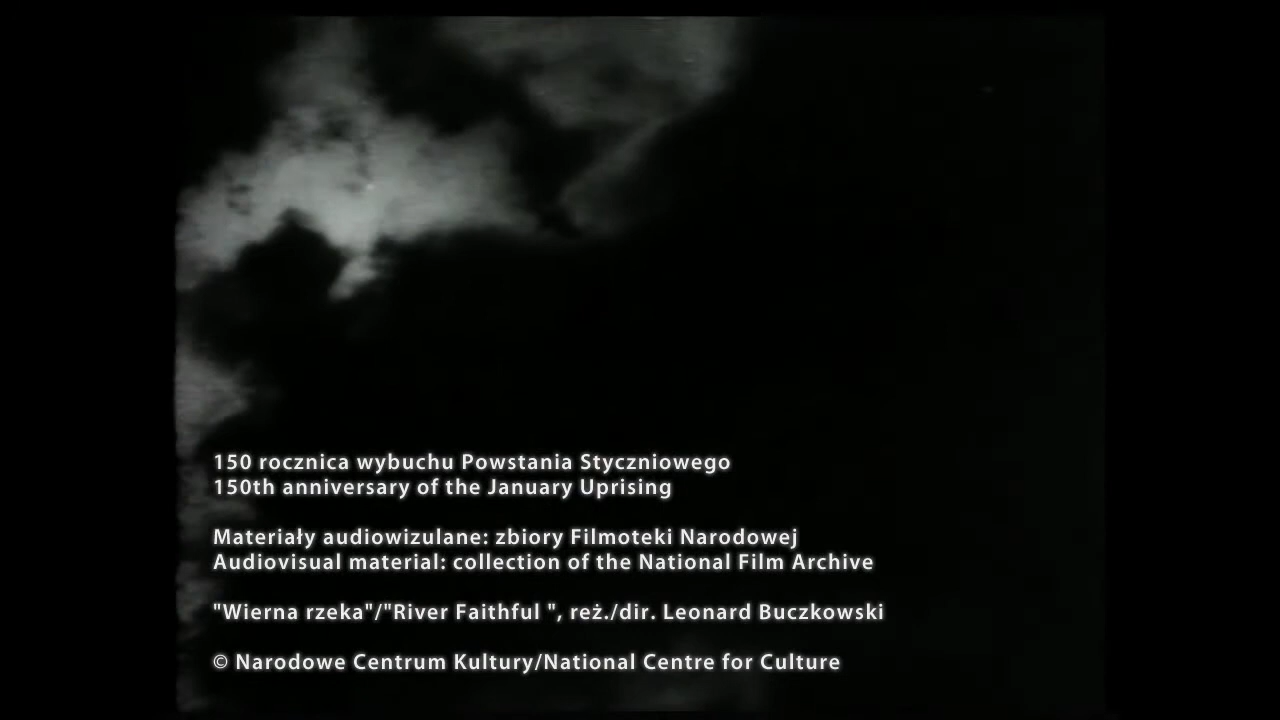 150 rocznica wybuchu Powstania Styczniowego
150th anniversary of the January Uprising
Materiały audiowizulane: zbiory Filmoteki Narodowej
Audiovisual material: collection of the National Film Archive
"Wierna rzeka"/"River Faithful ", reż./dir. Leonard Buczkowski
© Narodowe Centrum Kultury/National Centre for Culture